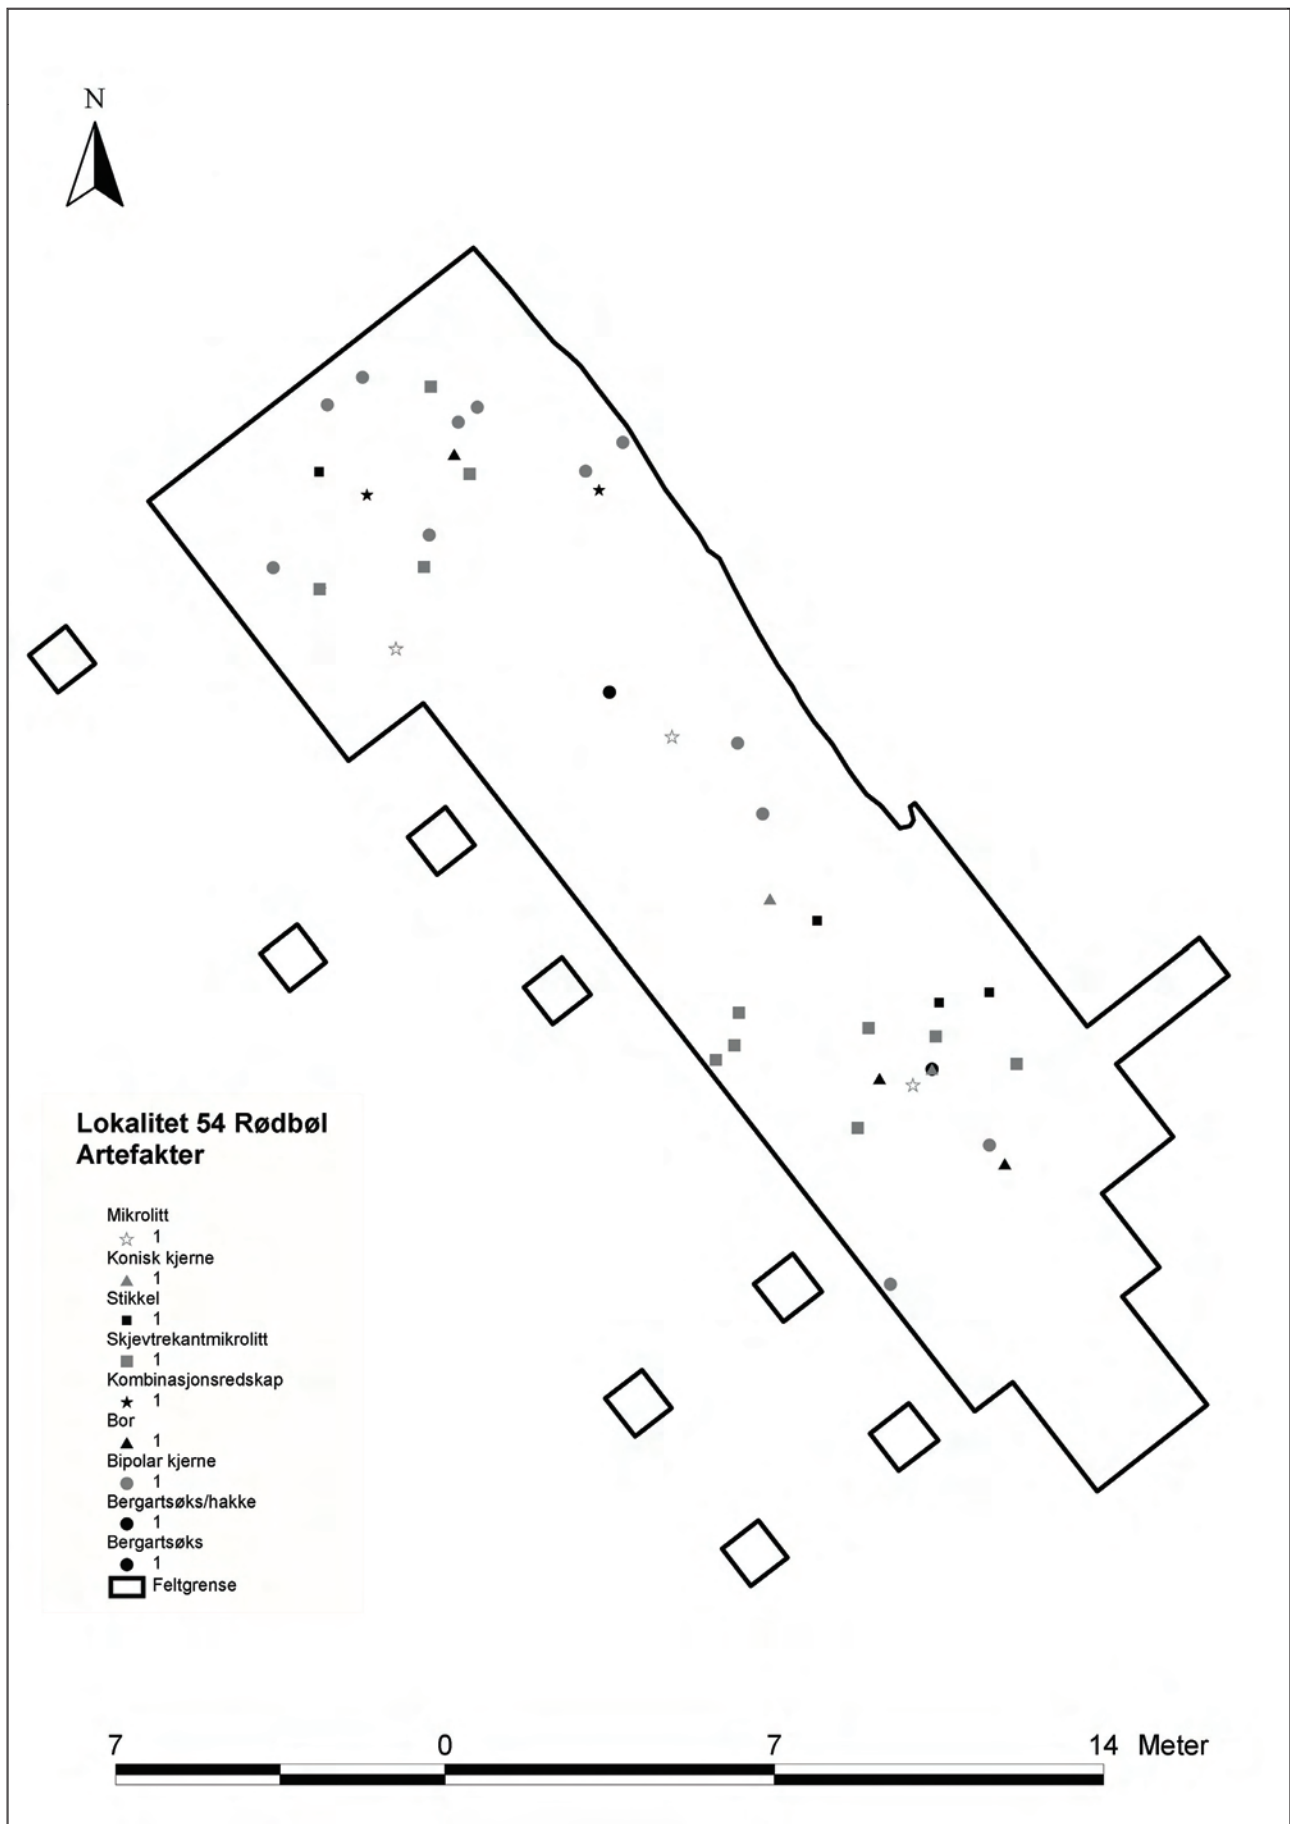 N
Lokalitet 54 Rødbøl
Artefakter
Mikrolitt
1
Konisk kjerne
1
Stikkel
1
Skjevtrekantmikrolitt
1
Kombinasjonsredskap
1
Bor
1
Bipolar kjerne
1
Bergartsøks/hakke
1
Bergartsøks
1
Feltgrense
7 0 7 14 Meter